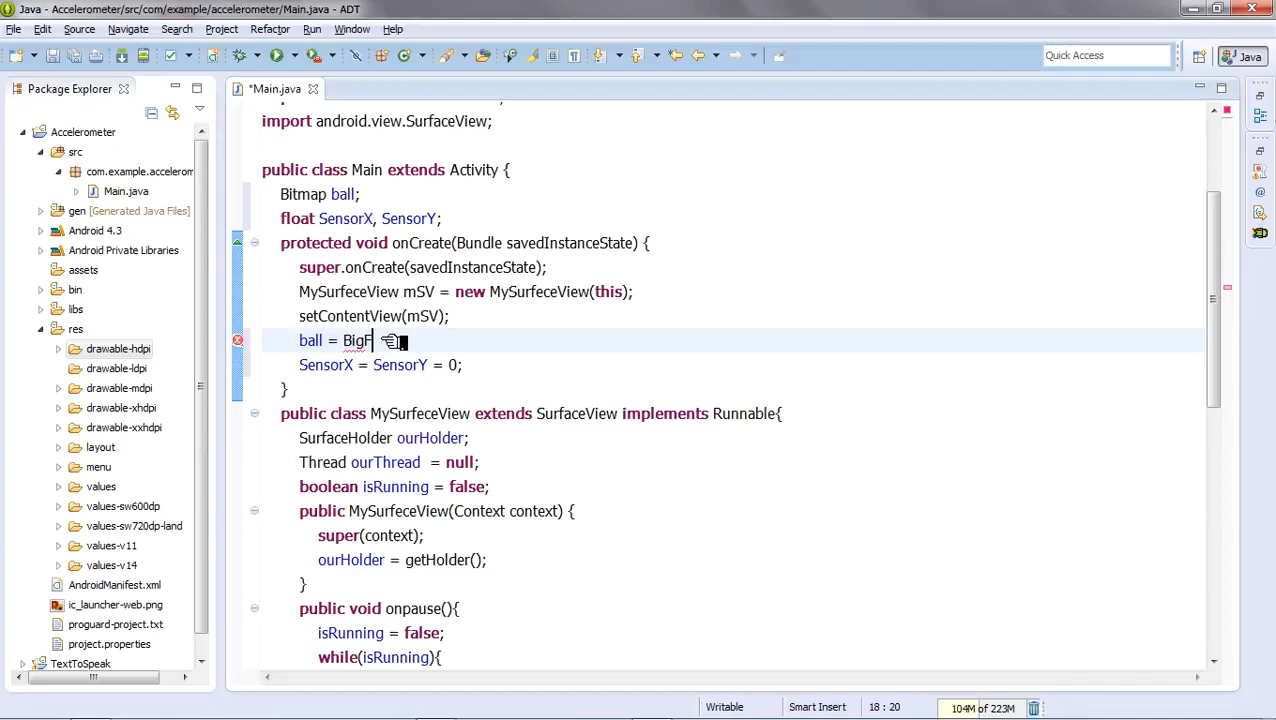 Java - Accelerometer/src/com/example/accelerometer/Main.java - ADT
File Edit Source Navigate Search Project Refactor Run Window Help
Quick Access
Java
Package Explorer
*Main.java
Accelerometer
src
com.example.accelerom
Main.java
gen [Generated Java Files]
Android 4.3
Android Private Libraries
assets
bin
libs
res
drawable-hdpi
drawable-ldpi
drawable-mdpi
drawable-xhdpi
drawable-xxhdpi
layout
menu
values
values-sw600dp
values-sw720dp-land
values-v11
values-v14
AndroidManifest.xml
ic_launcher-web.png
proguard-project.txt
project.properties
TextToSpeak
import android.view.SurfaceView;
public class Main extends Activity {
Bitmap ball;
float SensorX, SensorY;
protected void onCreate(Bundle savedInstanceState) {
super.onCreate(savedInstanceState);
MySurfeceView mSV = new MySurfeceView(this);
setContentView(mSV);
ball = BigF
SensorX = SensorY = 0;
}
public class MySurfeceView extends SurfaceView implements Runnable{
SurfaceHolder ourHolder;
Thread ourThread = null;
boolean isRunning = false;
public MySurfeceView(Context context) {
super(context);
ourHolder = getHolder();
}
public void onpause(){
isRunning = false;
while(isRunning){
Writable Smart Insert 18 : 20 104M of 223M